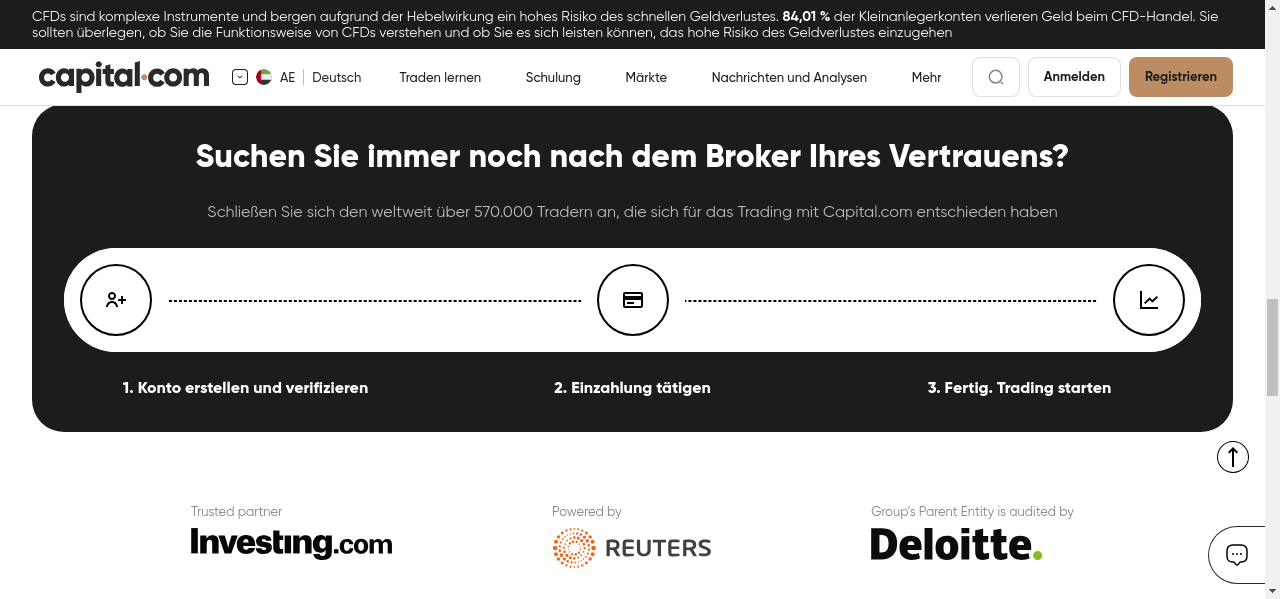 CFDs sind komplexe Instrumente und bergen aufgrund der Hebelwirkung ein hohes Risiko des schnellen Geldverlustes. 84,01 % der Kleinanlegerkonten verlieren Geld beim CFD-Handel. Sie
sollten überlegen, ob Sie die Funktionsweise von CFDs verstehen und ob Sie es sich leisten können, das hohe Risiko des Geldverlustes einzugehen
capital.com AE Deutsch Traden lernen Schulung Märkte Nachrichten und Analysen Mehr Anmelden Registrieren
Suchen Sie immer noch nach dem Broker Ihres Vertrauens?
Schließen Sie sich den weltweit über 570.000 Tradern an, die sich für das Trading mit Capital.com entschieden haben
1. Konto erstellen und verifizieren 2. Einzahlung tätigen 3. Fertig. Trading starten
Trusted partner Powered by Group's Parent Entity is audited by
Investing.com REUTERS Deloitte.